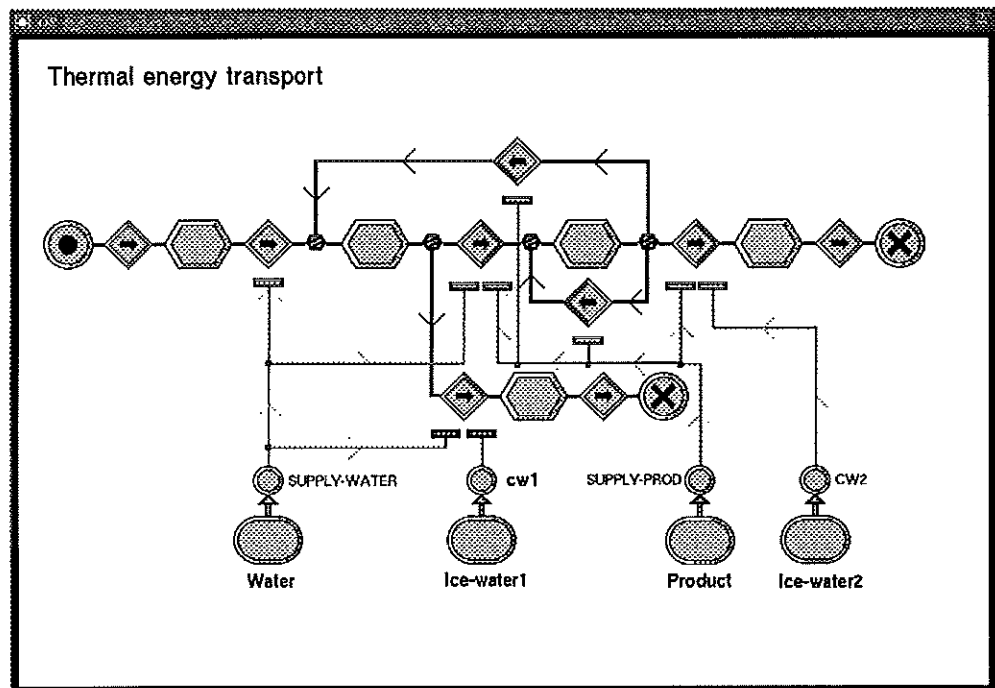 Thermal energy transport
SUPPLY-WATER
cw1
SUPPLY-PROD
CW2
Water
Ice-water1
Product
Ice-water2